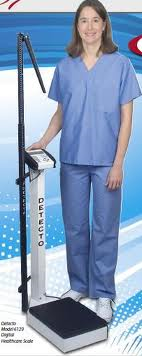 DETECTO
Detecto
Model 6129
Digital
Healthcare Scale